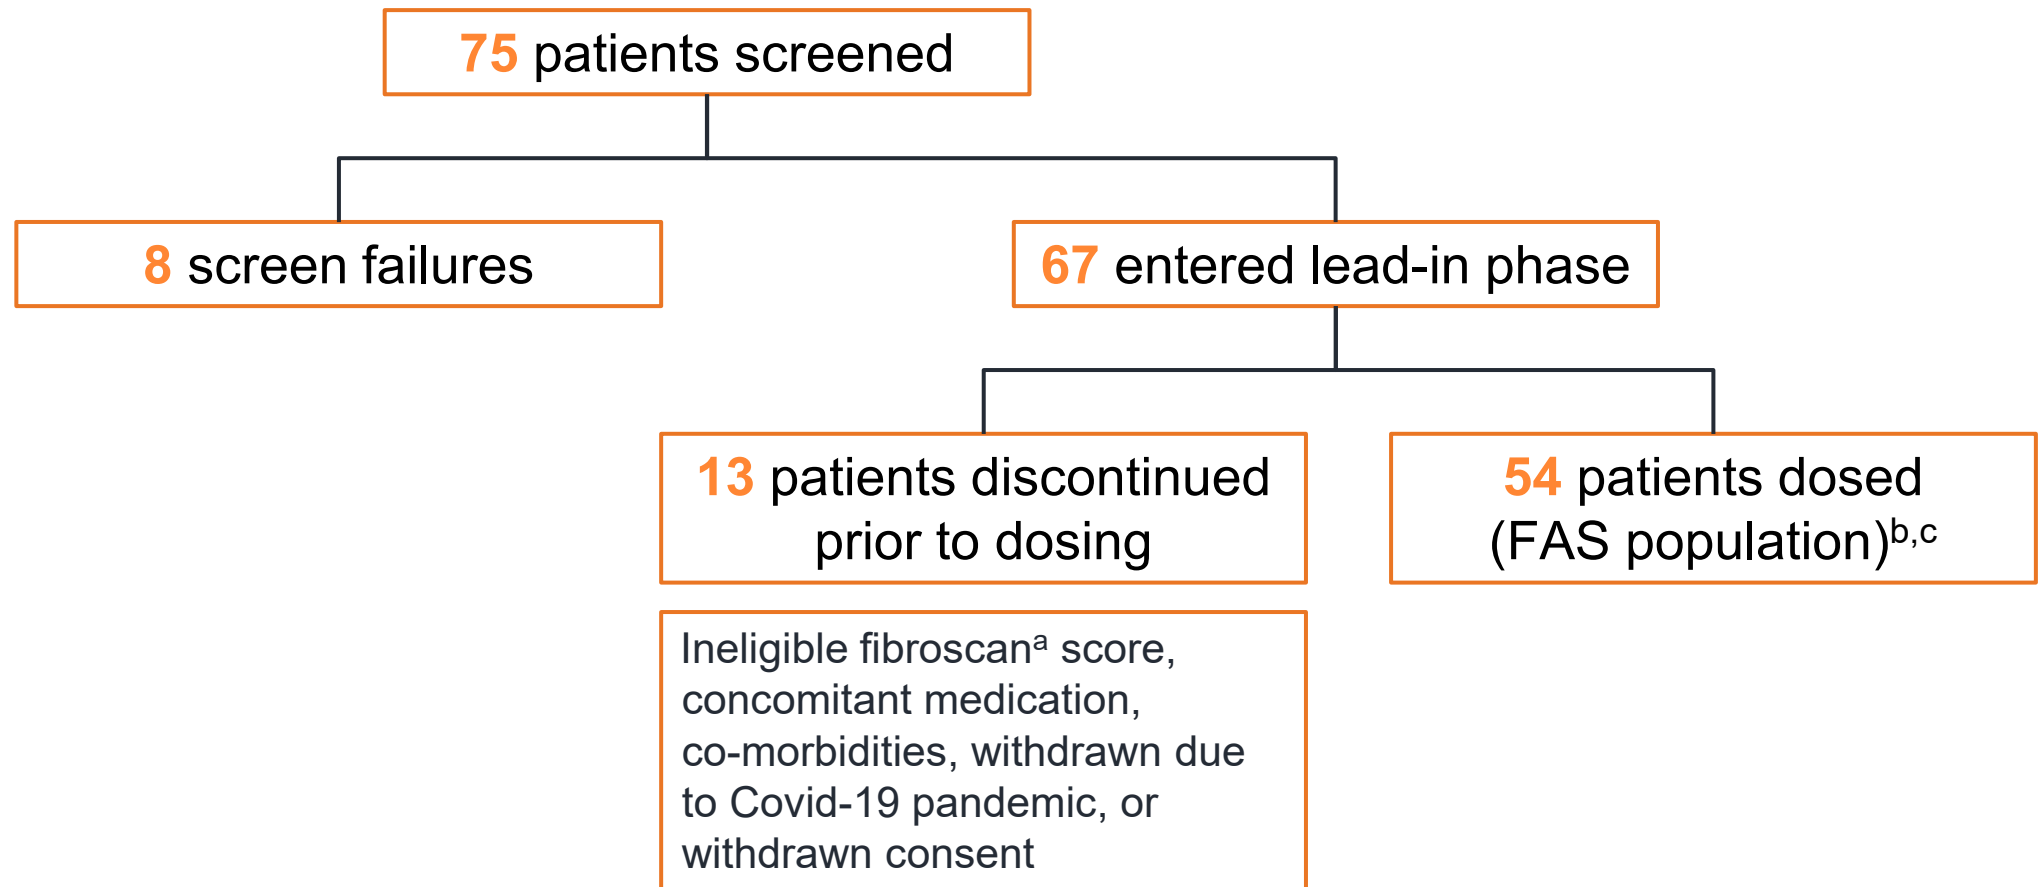 75 patients screened
8 screen failures
67 entered lead-in phase
13 patients discontinued
prior to dosing
54 patients dosed
(FAS population)b,c
Ineligible fibroscana score,
concomitant medication,
co-morbidities, withdrawn due
to Covid-19 pandemic, or
withdrawn consent